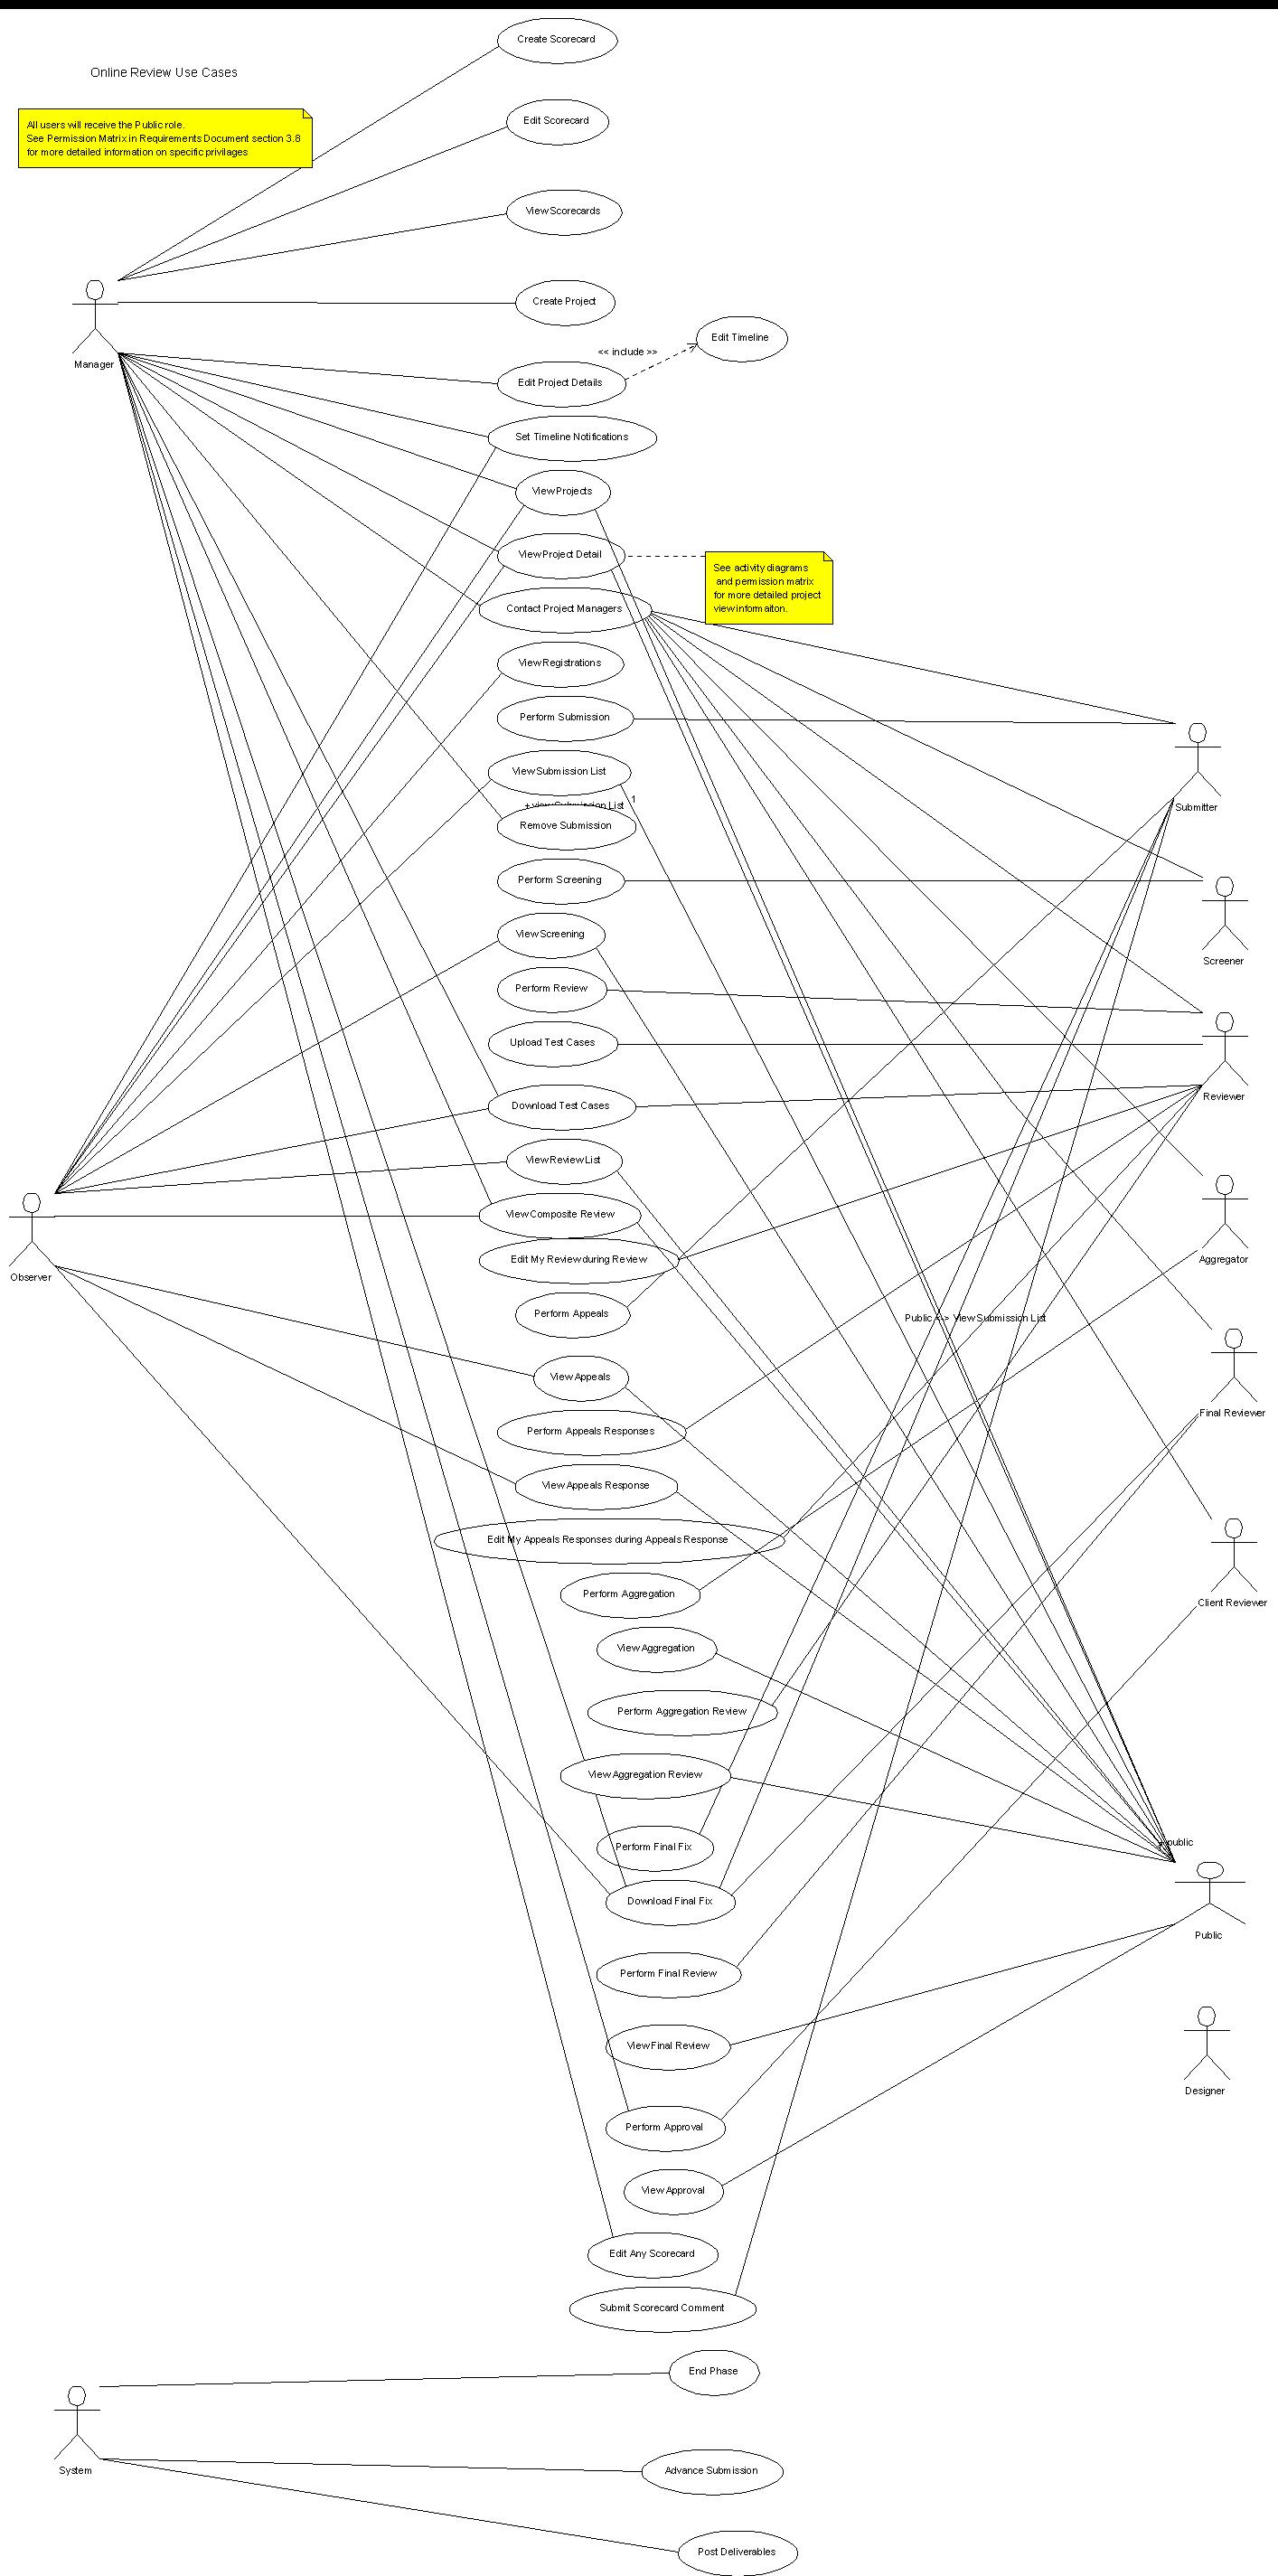 Create Scorecard
Online Review Use Cases
All users will receive the Public role.
See Permission Matrix in Requirements Document section 3.8
for more detailed information on specific privilages
Edit Scorecard
View Scorecards
Create Project
Edit Timeline
<< include >>
Manager
Edit Project Details
Set Timeline Notifications
View Projects
View Project Detail
See activity diagrams
and permission matrix
for more detailed project
view informaiton.
Contact Project Managers
View Registrations
Perform Submission
View Submission List
+view Submission List 1
Submitter
Remove Submission
Perform Screening
View Screening
Screener
Perform Review
Upload Test Cases
Reviewer
Download Test Cases
View Review List
View Composite Review
Edit My Review during Review
Aggregator
Observer
Perform Appeals
Public <-> View Submission List
View Appeals
Final Reviewer
Perform Appeals Responses
View Appeals Response
Edit My Appeals Responses during Appeals Response
Perform Aggregation
Client Reviewer
View Aggregation
Perform Aggregation Review
View Aggregation Review
Perform Final Fix
public
Download Final Fix
Public
Perform Final Review
View Final Review
Designer
Perform Approval
View Approval
Edit Any Scorecard
Submit Scorecard Comment
End Phase
System
Advance Submission
Post Deliverables